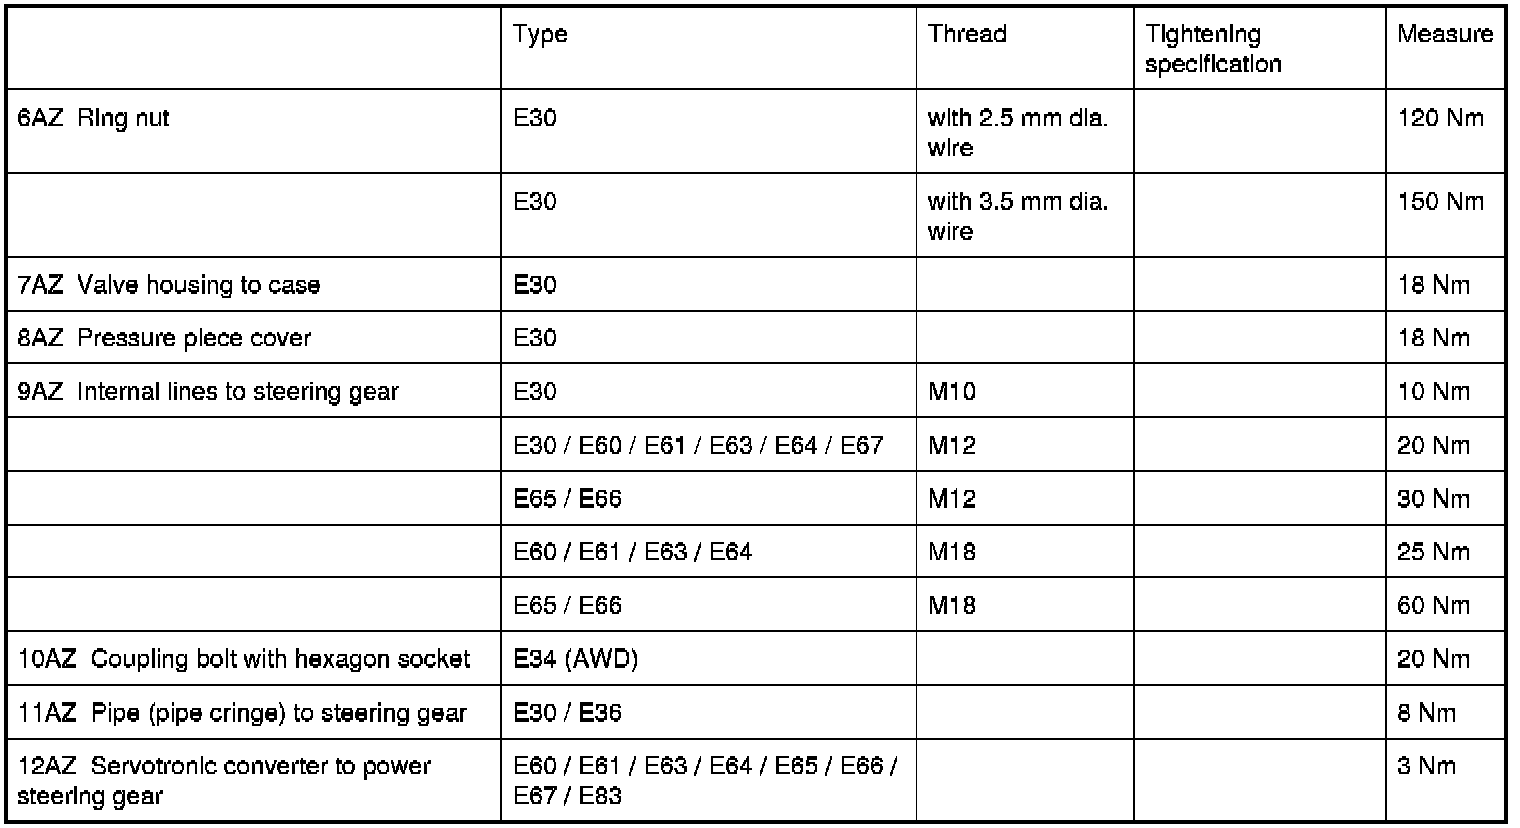 Type Thread Tightening specification Measure
6AZ Ring nut E30 with 2.5 mm dia. wire 120 Nm
E30 with 3.5 mm dia. wire 150 Nm
7AZ Valve housing to case E30 18 Nm
8AZ Pressure piece cover E30 18 Nm
9AZ Internal lines to steering gear E30 M10 10 Nm
E30 / E60 / E61 / E63 / E64 / E67 M12 20 Nm
E65 / E66 M12 30 Nm
E60 / E61 / E63 / E64 M18 25 Nm
E65 / E66 M18 60 Nm
10AZ Coupling bolt with hexagon socket E34 (AWD) 20 Nm
11AZ Pipe (pipe cringe) to steering gear E30 / E36 8 Nm
12AZ Servotronic converter to power steering gear E60 / E61 / E63 / E64 / E65 / E66 / E67 / E83 3 Nm